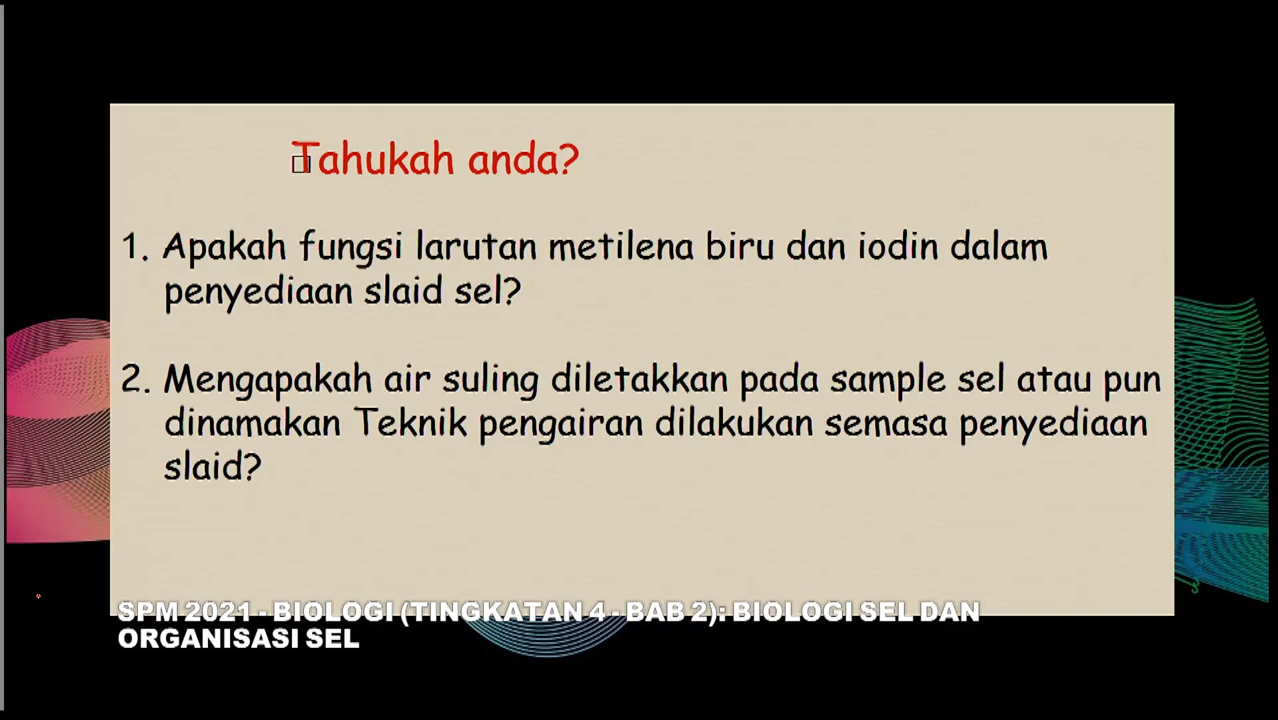 Tahukah anda?
1. Apakah fungsi larutan metilena biru dan iodin dalam
penyediaan slaid sel?
2. Mengapakah air suling diletakkan pada sample sel atau pun
dinamakan Teknik pengairan dilakukan semasa penyediaan
slaid?
SPM 2021 - BIOLOGI (TINGKATAN 4 - BAB 2): BIOLOGI SEL DAN
ORGANISASI SEL